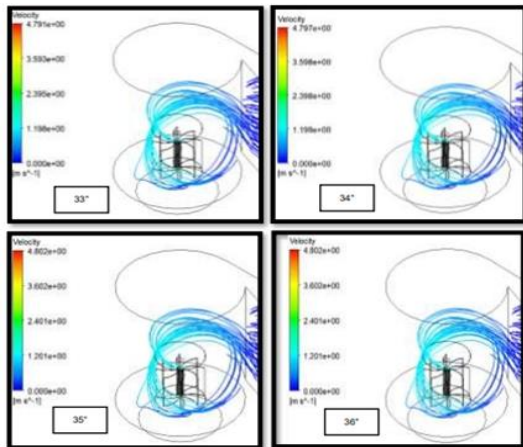 Velocity
4.791e+00
3.593e+00
2.395e+00
1.198e+00
0.000e+00
[m s^-1]
33"
Velocity
4.797e+00
3.598e+00
2.398e+00
1.199e+00
0.000e+00
[m s^-1]
34"
Velocity
4.802e+00
3.602e+00
2.401e+00
1.201e+00
0.000e+00
[m s^-1]
35"
Velocity
4.802e+00
3.602e+00
2.401e+00
1.201e+00
0.000e+00
[m s^-1]
36"